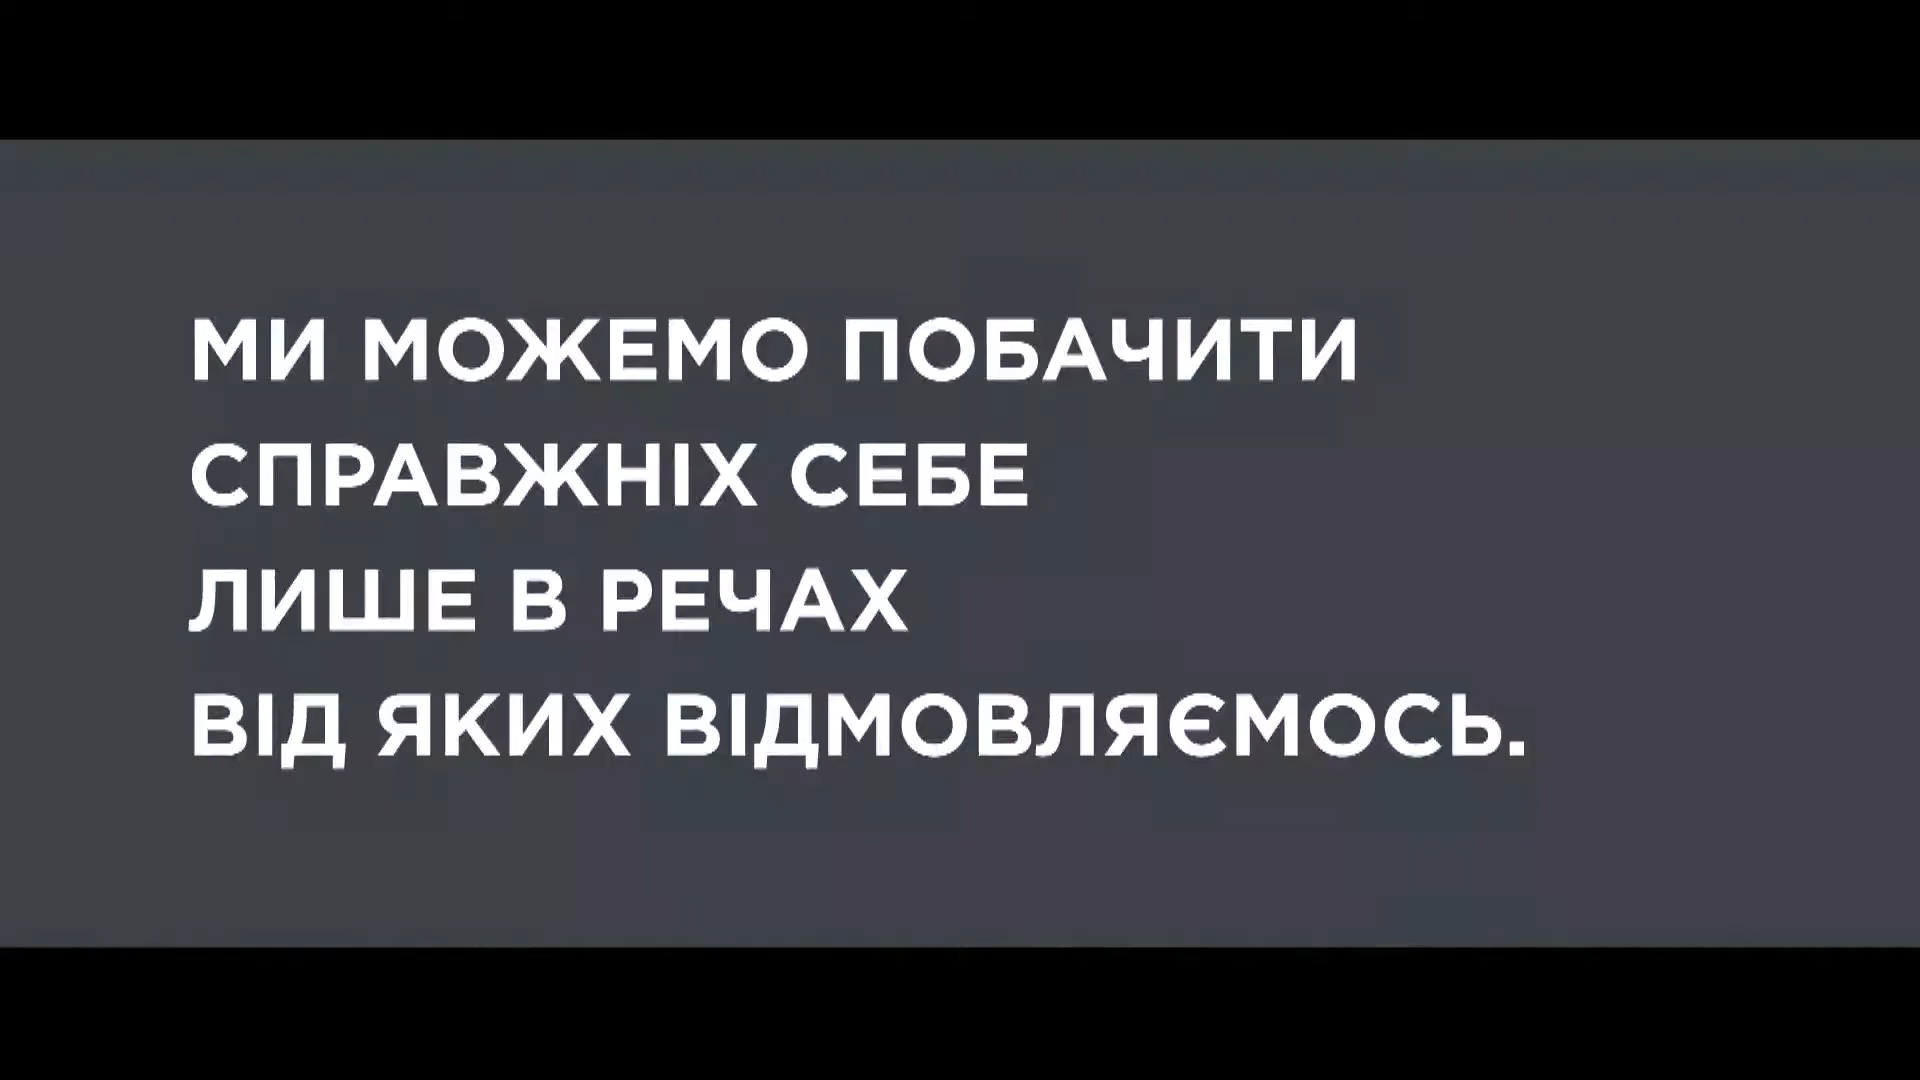 МИ МОЖЕМО ПОБАЧИТИ
СПРАВЖНІХ СЕБЕ
ЛИШЕ В РЕЧАХ
ВІД ЯКИХ ВІДМОВЛЯЄМОСЬ.